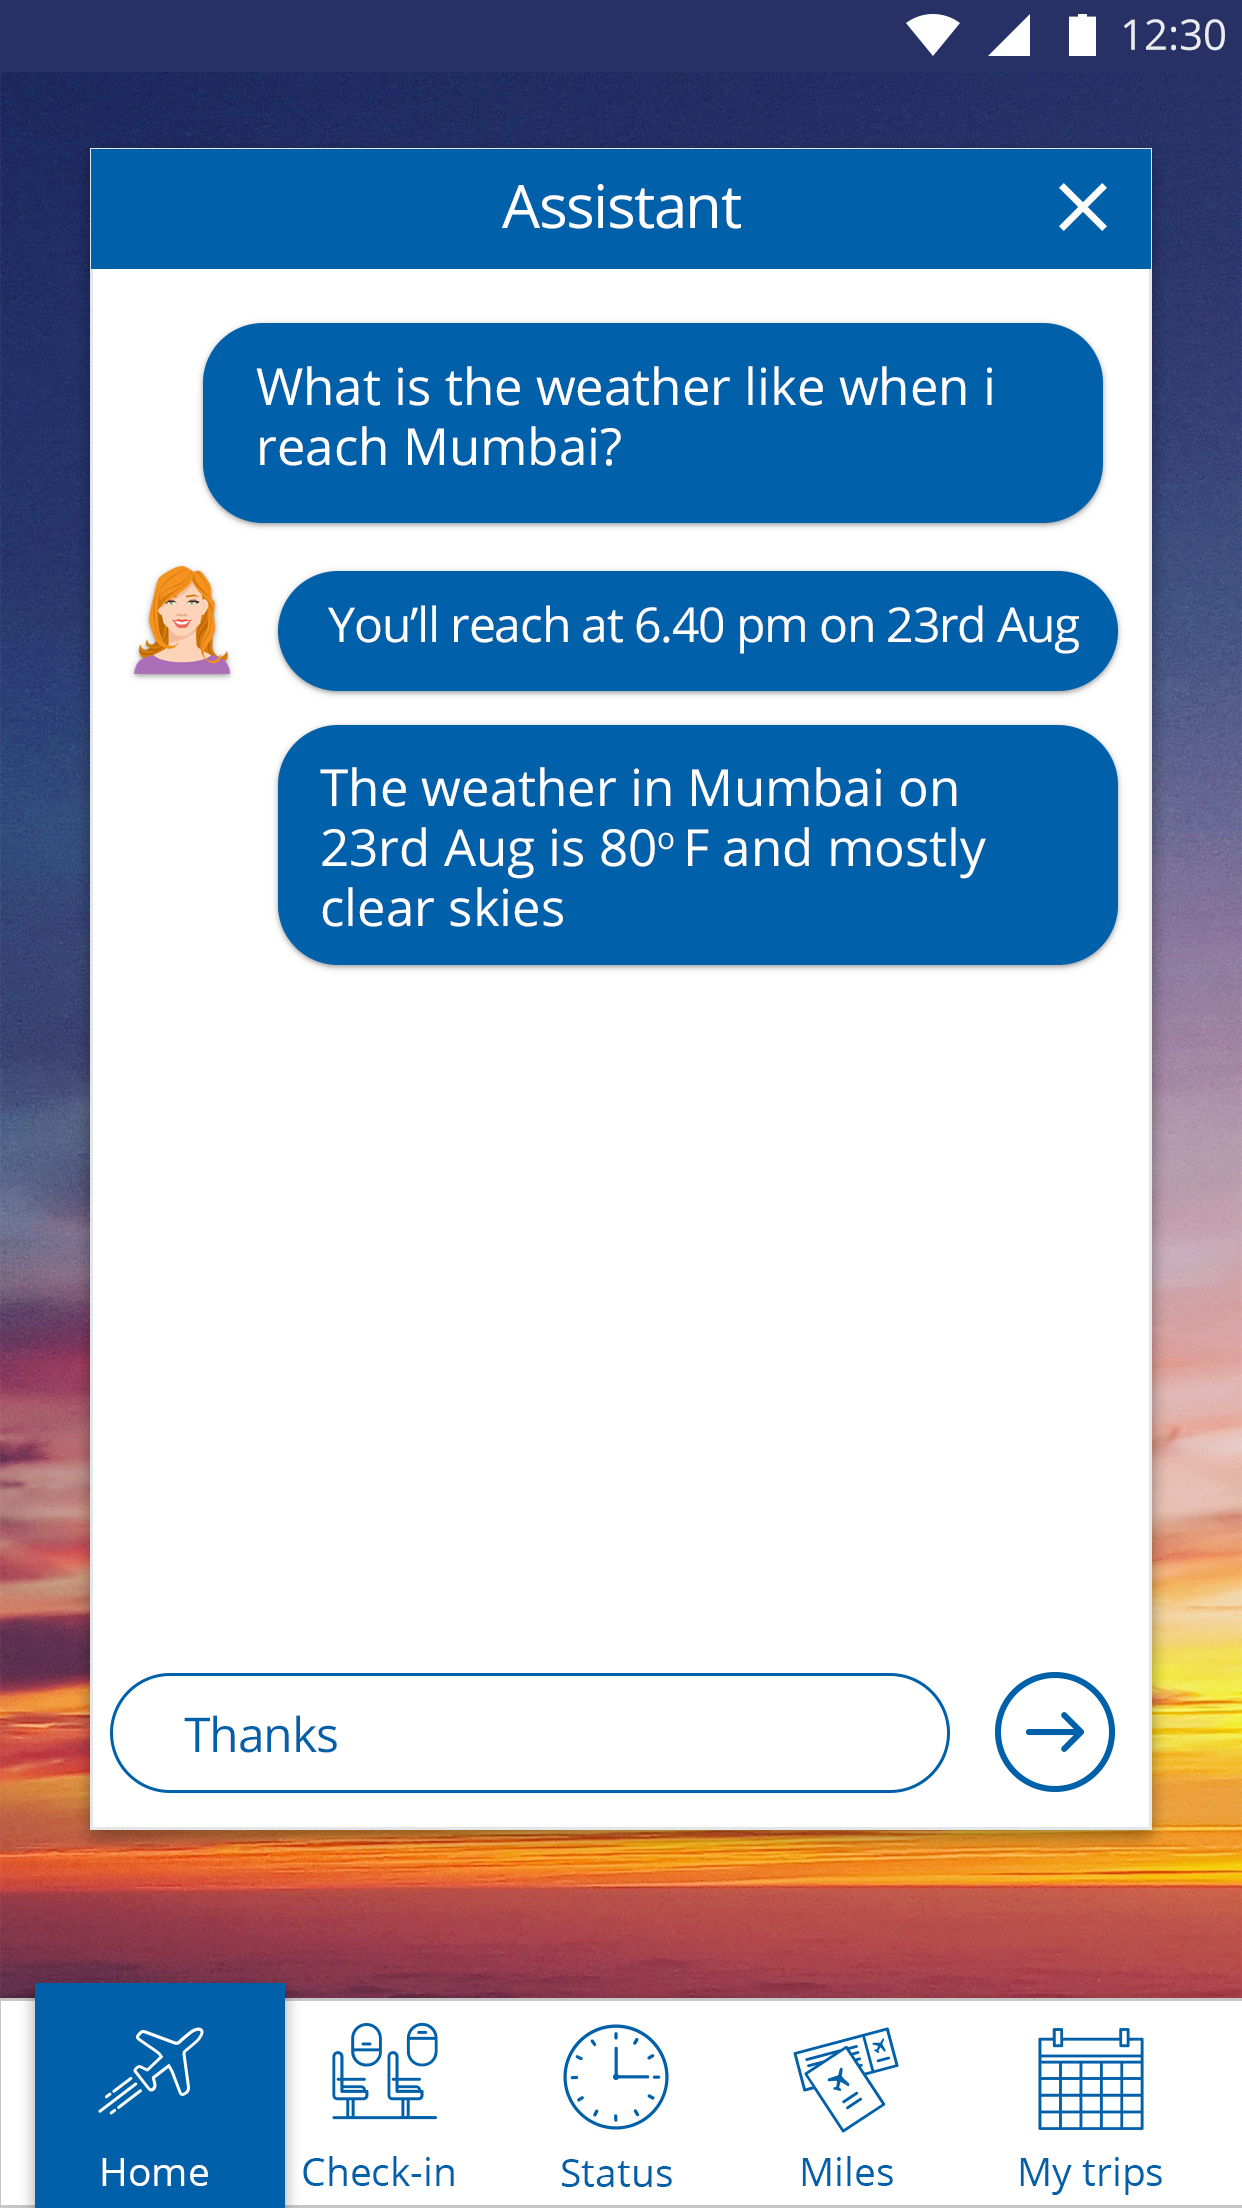 12:30
Assistant
What is the weather like when i
reach Mumbai?
You’ll reach at 6.40 pm on 23rd Aug
The weather in Mumbai on
23rd Aug is 80º F and mostly
clear skies
Thanks
Home
Check-in
Status
Miles
My trips